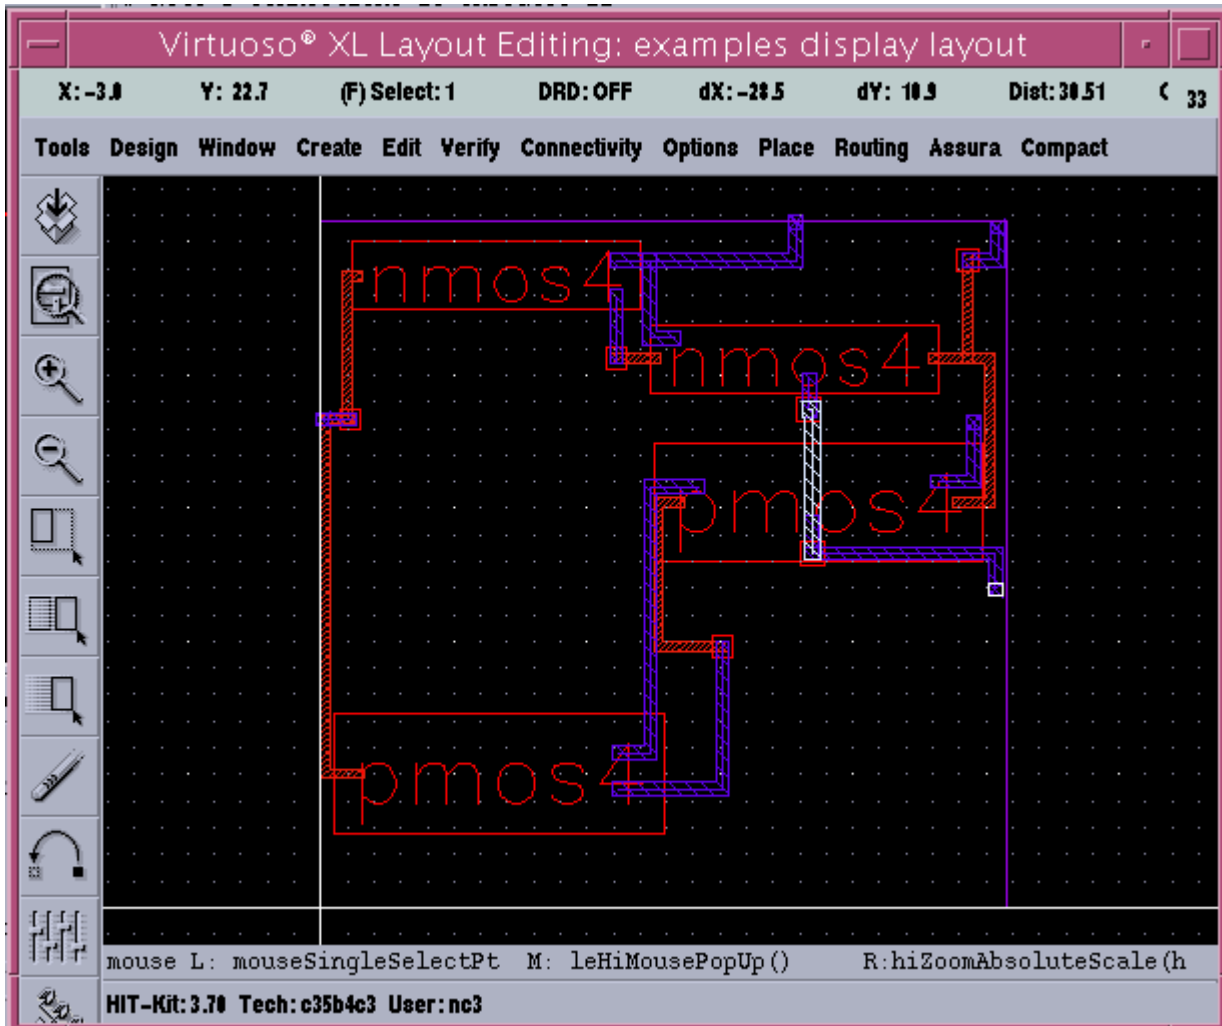 Virtuoso® XL Layout Editing: examples display layout
X: -3.0 Y: 22.7 (F) Select: 1 DRD: OFF dX: -28.5 dY: 10.9 Dist: 30.51 C 33
Tools Design Window Create Edit Verify Connectivity Options Place Routing Assura Compact
nmos4
nmos4
pmos4
pmos4
mouse L: mouseSingleSelectPt M: leHiMousePopUp() R:hiZoomAbsoluteScale(h
HIT-Kit: 3.70 Tech: c35b4c3 User: nc3